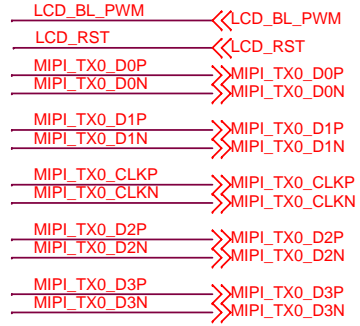 LCD_BL_PWM LCD_BL_PWM
LCD_RST LCD_RST
MIPI_TX0_D0P MIPI_TX0_D0P
MIPI_TX0_D0N MIPI_TX0_D0N
MIPI_TX0_D1P MIPI_TX0_D1P
MIPI_TX0_D1N MIPI_TX0_D1N
MIPI_TX0_CLKP MIPI_TX0_CLKP
MIPI_TX0_CLKN MIPI_TX0_CLKN
MIPI_TX0_D2P MIPI_TX0_D2P
MIPI_TX0_D2N MIPI_TX0_D2N
MIPI_TX0_D3P MIPI_TX0_D3P
MIPI_TX0_D3N MIPI_TX0_D3N